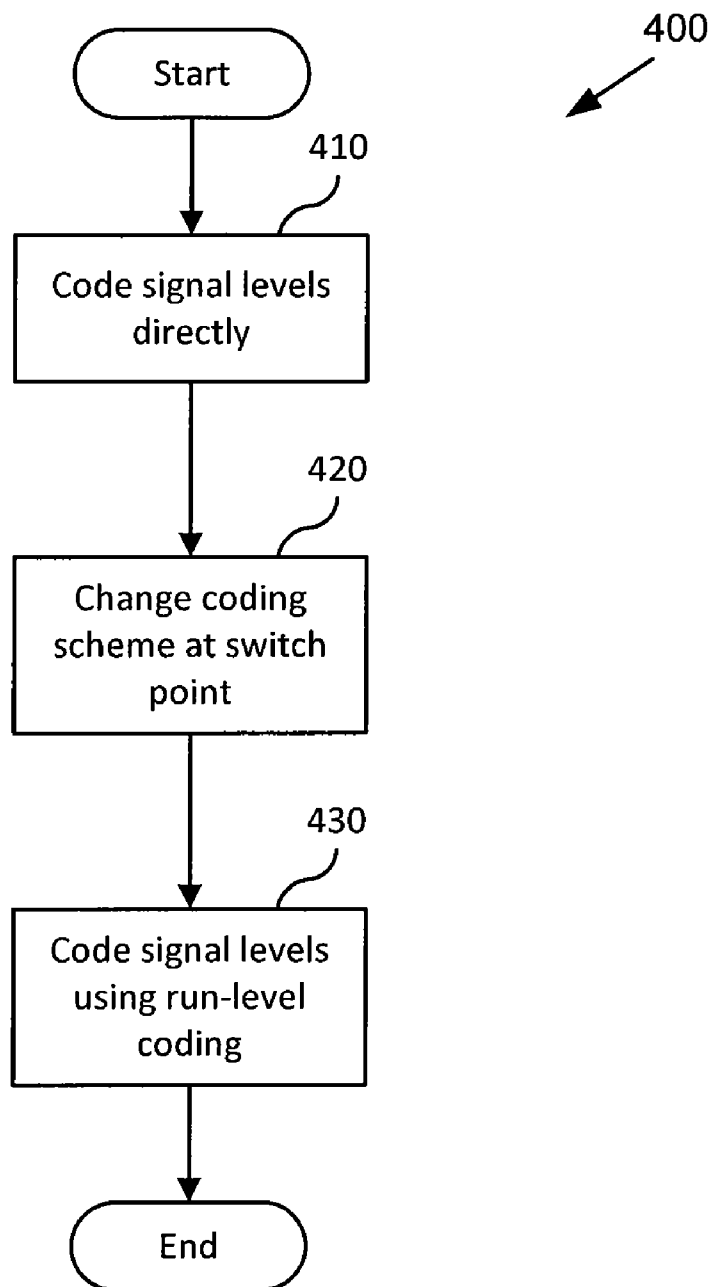 400
Start
410
Code signal levels
directly
420
Change coding
scheme at switch
point
430
Code signal levels
using run-level
coding
End